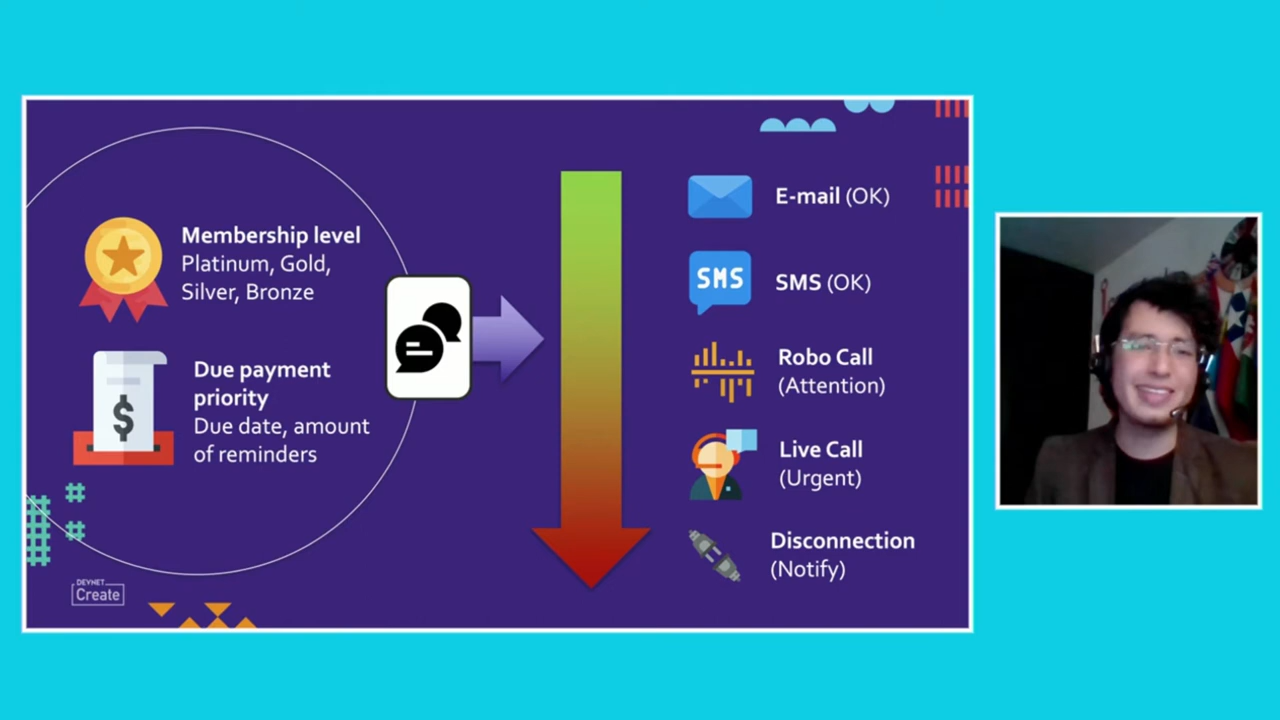 Membership level
Platinum, Gold,
Silver, Bronze
Due payment
priority
Due date, amount
of reminders
$
E-mail (OK)
SMS
SMS (OK)
Robo Call
(Attention)
Live Call
(Urgent)
Disconnection
(Notify)
DEVNET
Create